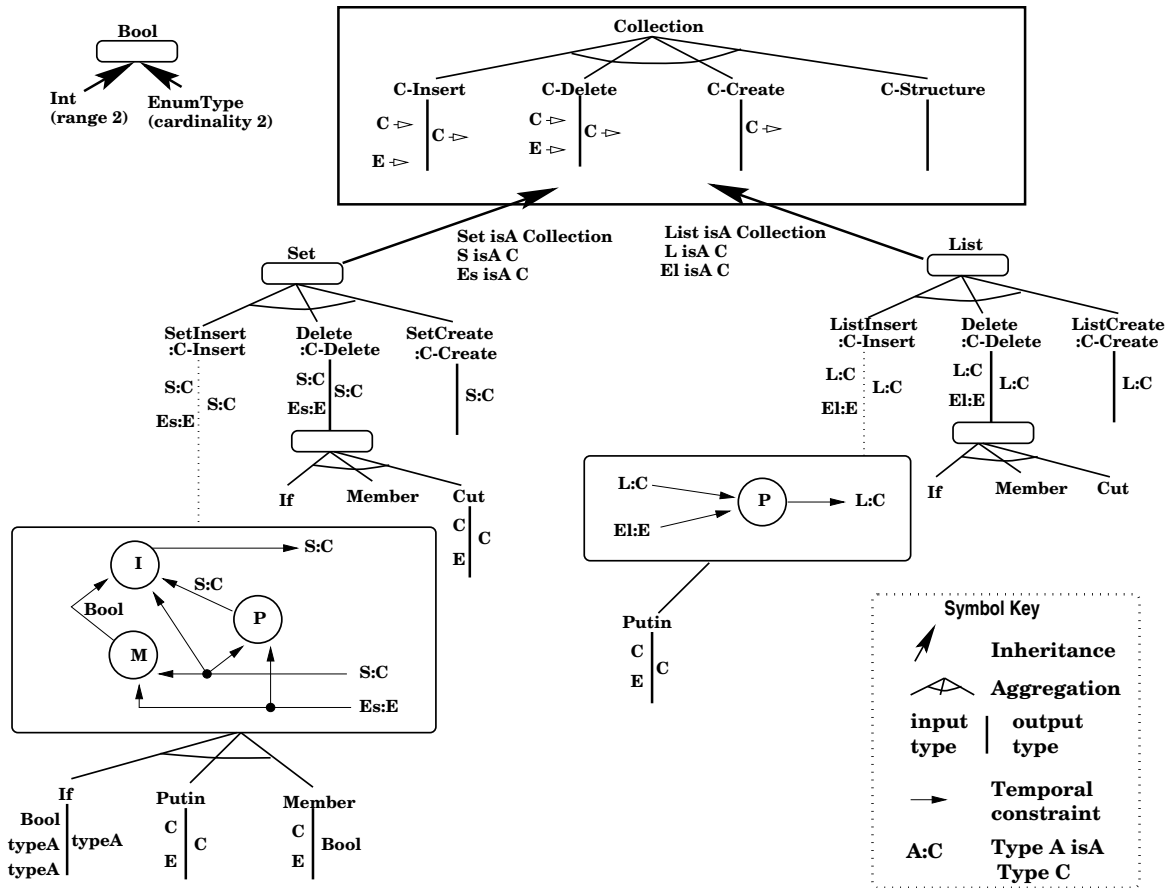 Bool
Int
(range 2)
EnumType
(cardinality 2)
Collection
C-Insert
C-Delete
C-Create
C-Structure
C
E
C
C
E
C
C
Set isA Collection
S isA C
Es isA C
List isA Collection
L isA C
El isA C
Set
SetInsert
:C-Insert
Delete
:C-Delete
SetCreate
:C-Create
S:C
Es:E
S:C
S:C
Es:E
S:C
S:C
If
Member
Cut
C
E
C
List
ListInsert
:C-Insert
Delete
:C-Delete
ListCreate
:C-Create
L:C
El:E
L:C
L:C
El:E
L:C
L:C
If
Member
Cut
L:C
El:E
P
L:C
Putin
C
E
C
I
S:C
S:C
Bool
P
M
S:C
Es:E
If
Bool
typeA
typeA
typeA
Putin
C
E
C
Member
C
E
Bool
Symbol Key
Inheritance
Aggregation
input
type
output
type
Temporal
constraint
A:C
Type A isA
Type C